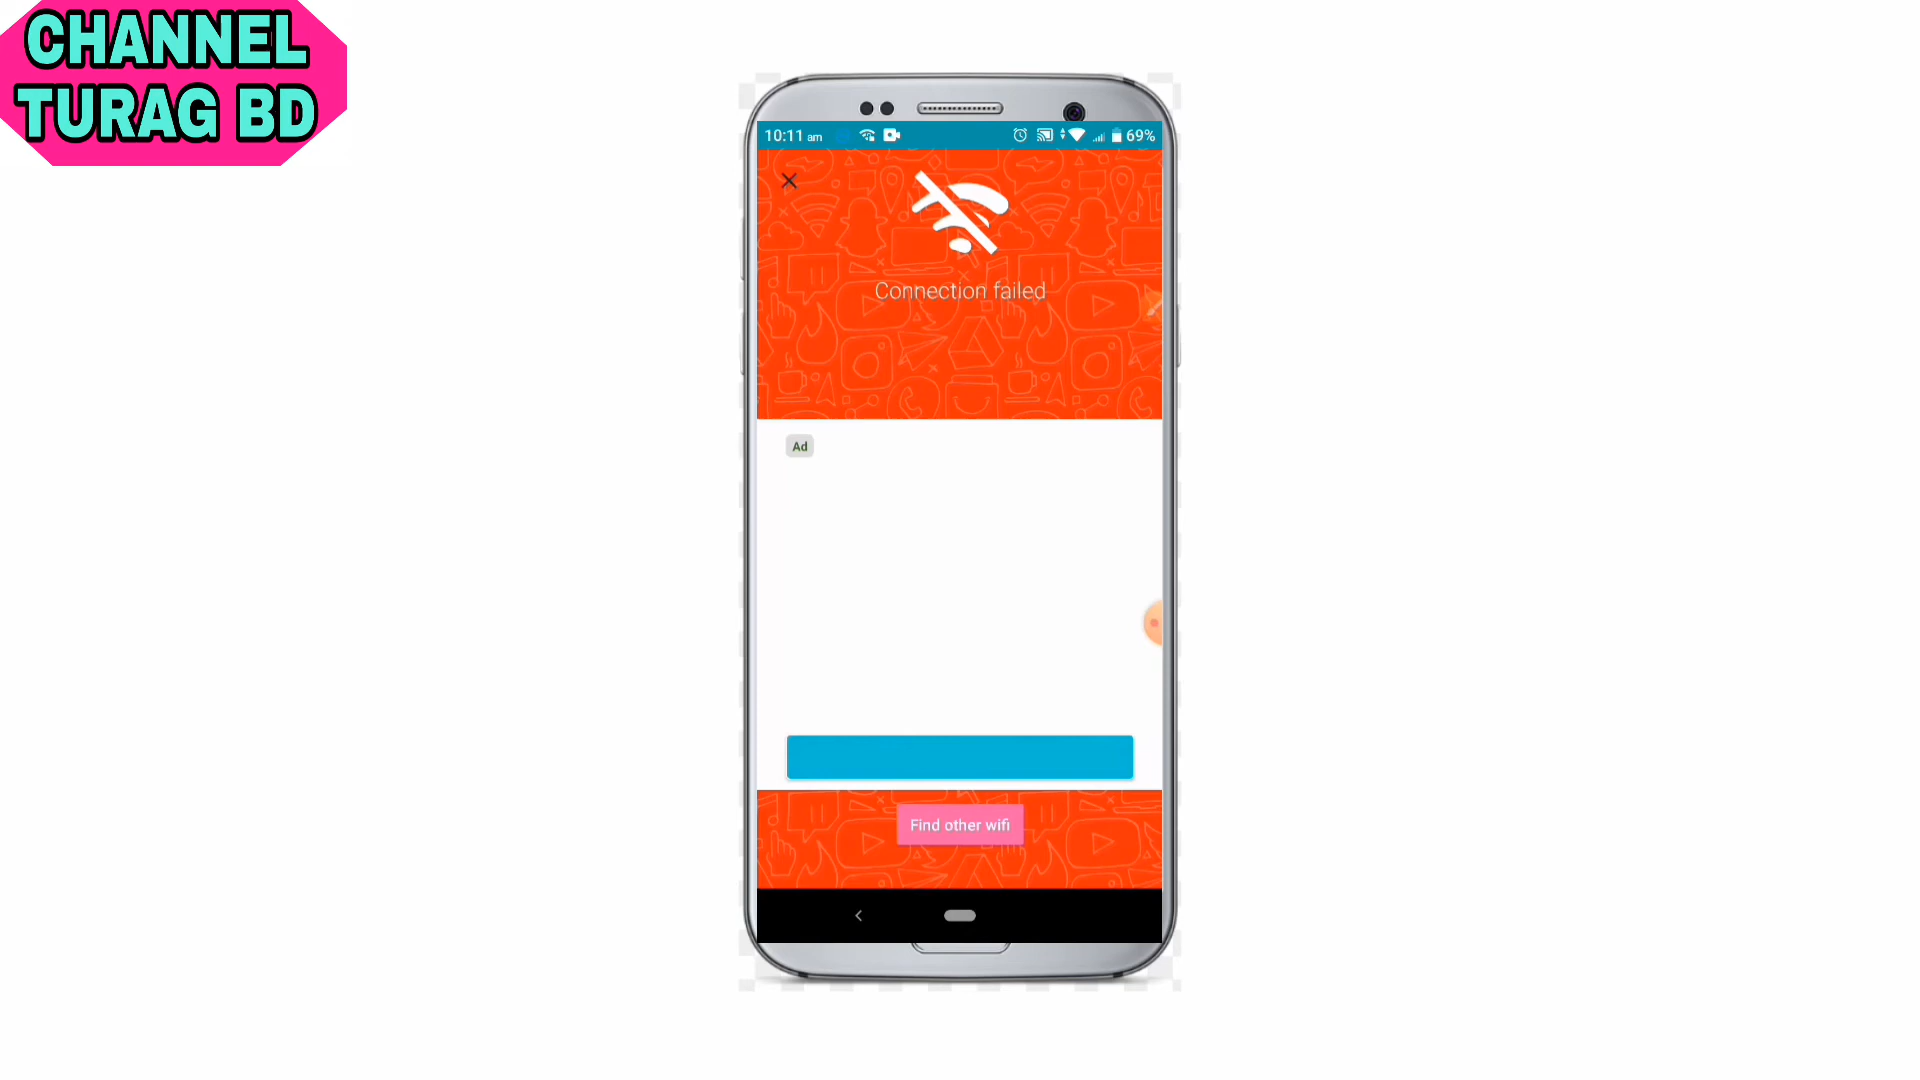 CHANNEL
TURAG BD
10:11 am
69%
Connection failed
Ad
Find other wifi